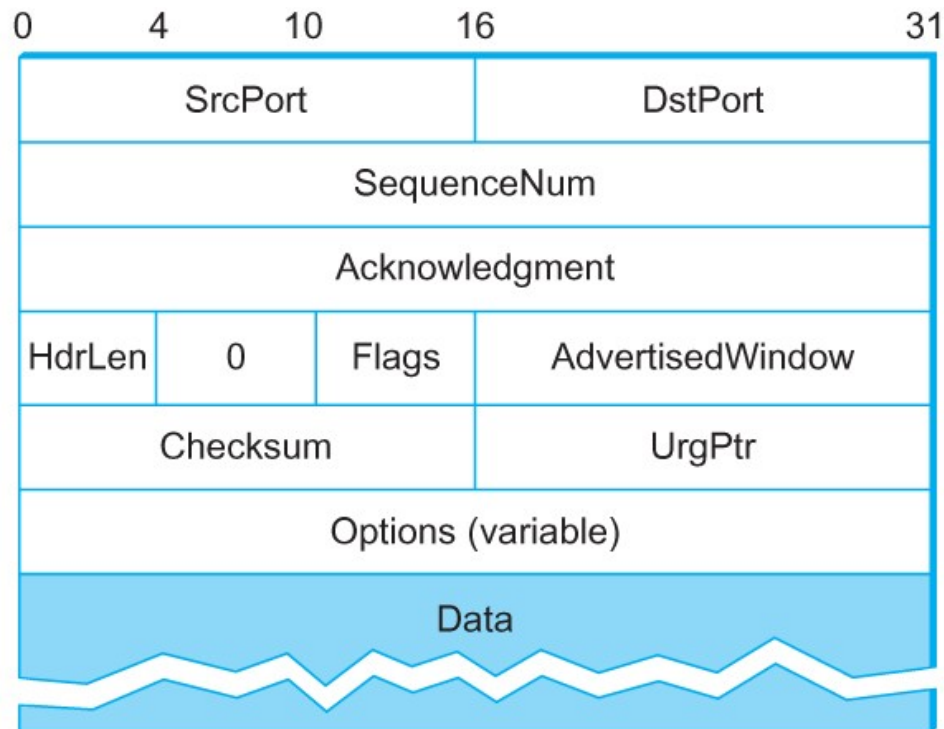 0 4 10 16 31
SrcPort DstPort
SequenceNum
Acknowledgment
HdrLen 0 Flags AdvertisedWindow
Checksum UrgPtr
Options (variable)
Data